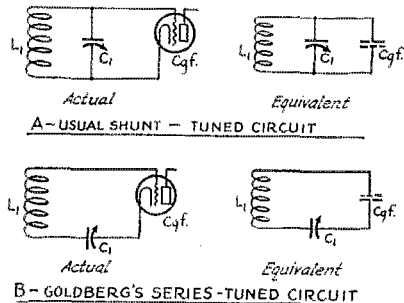 L₁
C₁
Cgf.
L₁
C₁
Cgf.
Actual
Equivalent
A-USUAL SHUNT - TUNED CIRCUIT
L₁
C₁
Cgf.
L₁
C₁
Cgf.
Actual
Equivalent
B-GOLDBERG'S SERIES-TUNED CIRCUIT